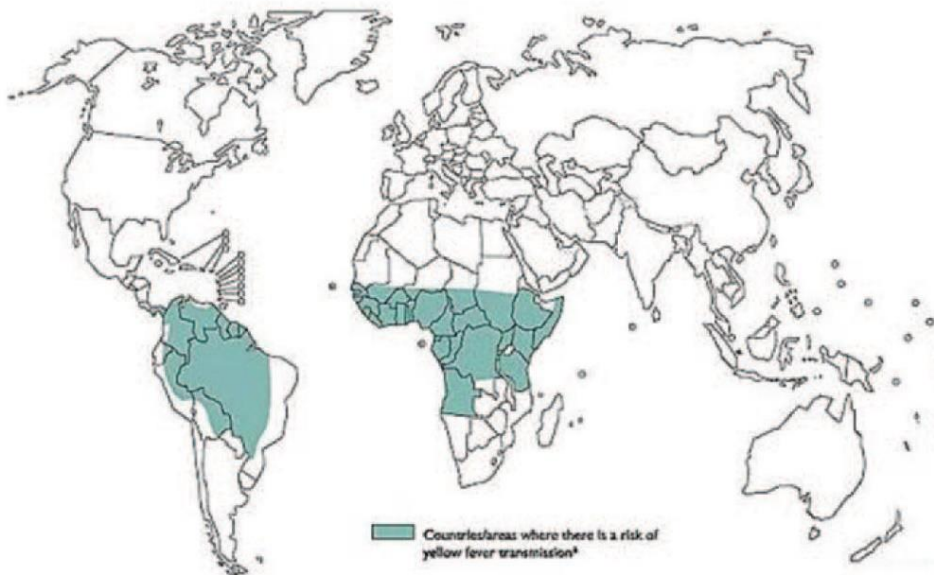 Countries/areas where there is a risk of
yellow fever transmission*